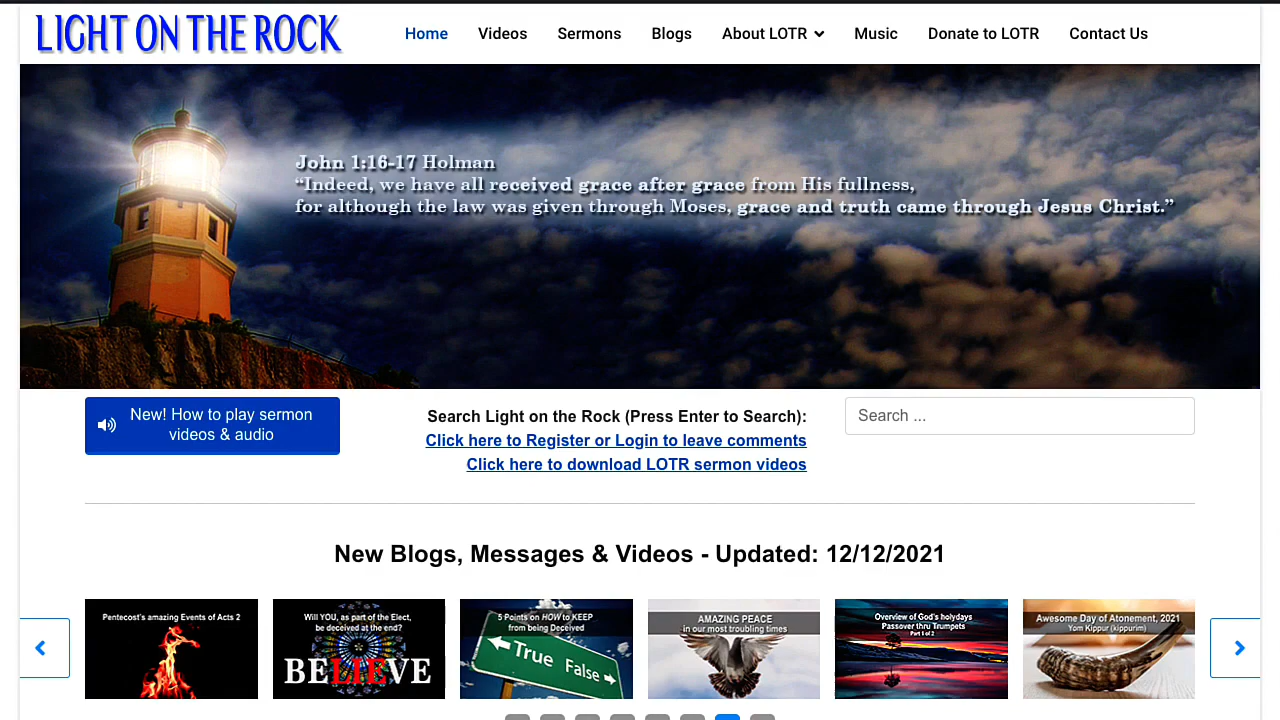 LIGHT ON THE ROCK
Home Videos Sermons Blogs About LOTR Music Donate to LOTR Contact Us
John 1:16-17 Holman
“Indeed, we have all received grace after grace from His fullness,
for although the law was given through Moses, grace and truth came through Jesus Christ.”
New! How to play sermon
videos & audio
Search Light on the Rock (Press Enter to Search):
Click here to Register or Login to leave comments
Click here to download LOTR sermon videos
Search ...
New Blogs, Messages & Videos - Updated: 12/12/2021
Pentecost's amazing Events of Acts 2
Will YOU, as part of the Elect,
be deceived at the end?
BELIEVE
5 Points on HOW to KEEP
from being Deceived
True False
AMAZING PEACE
in our most troubling times
Overview of God's holydays
Passover thru Trumpets
Part 1 of 2
Awesome Day of Atonement, 2021
Yom Kippur (kippurim)